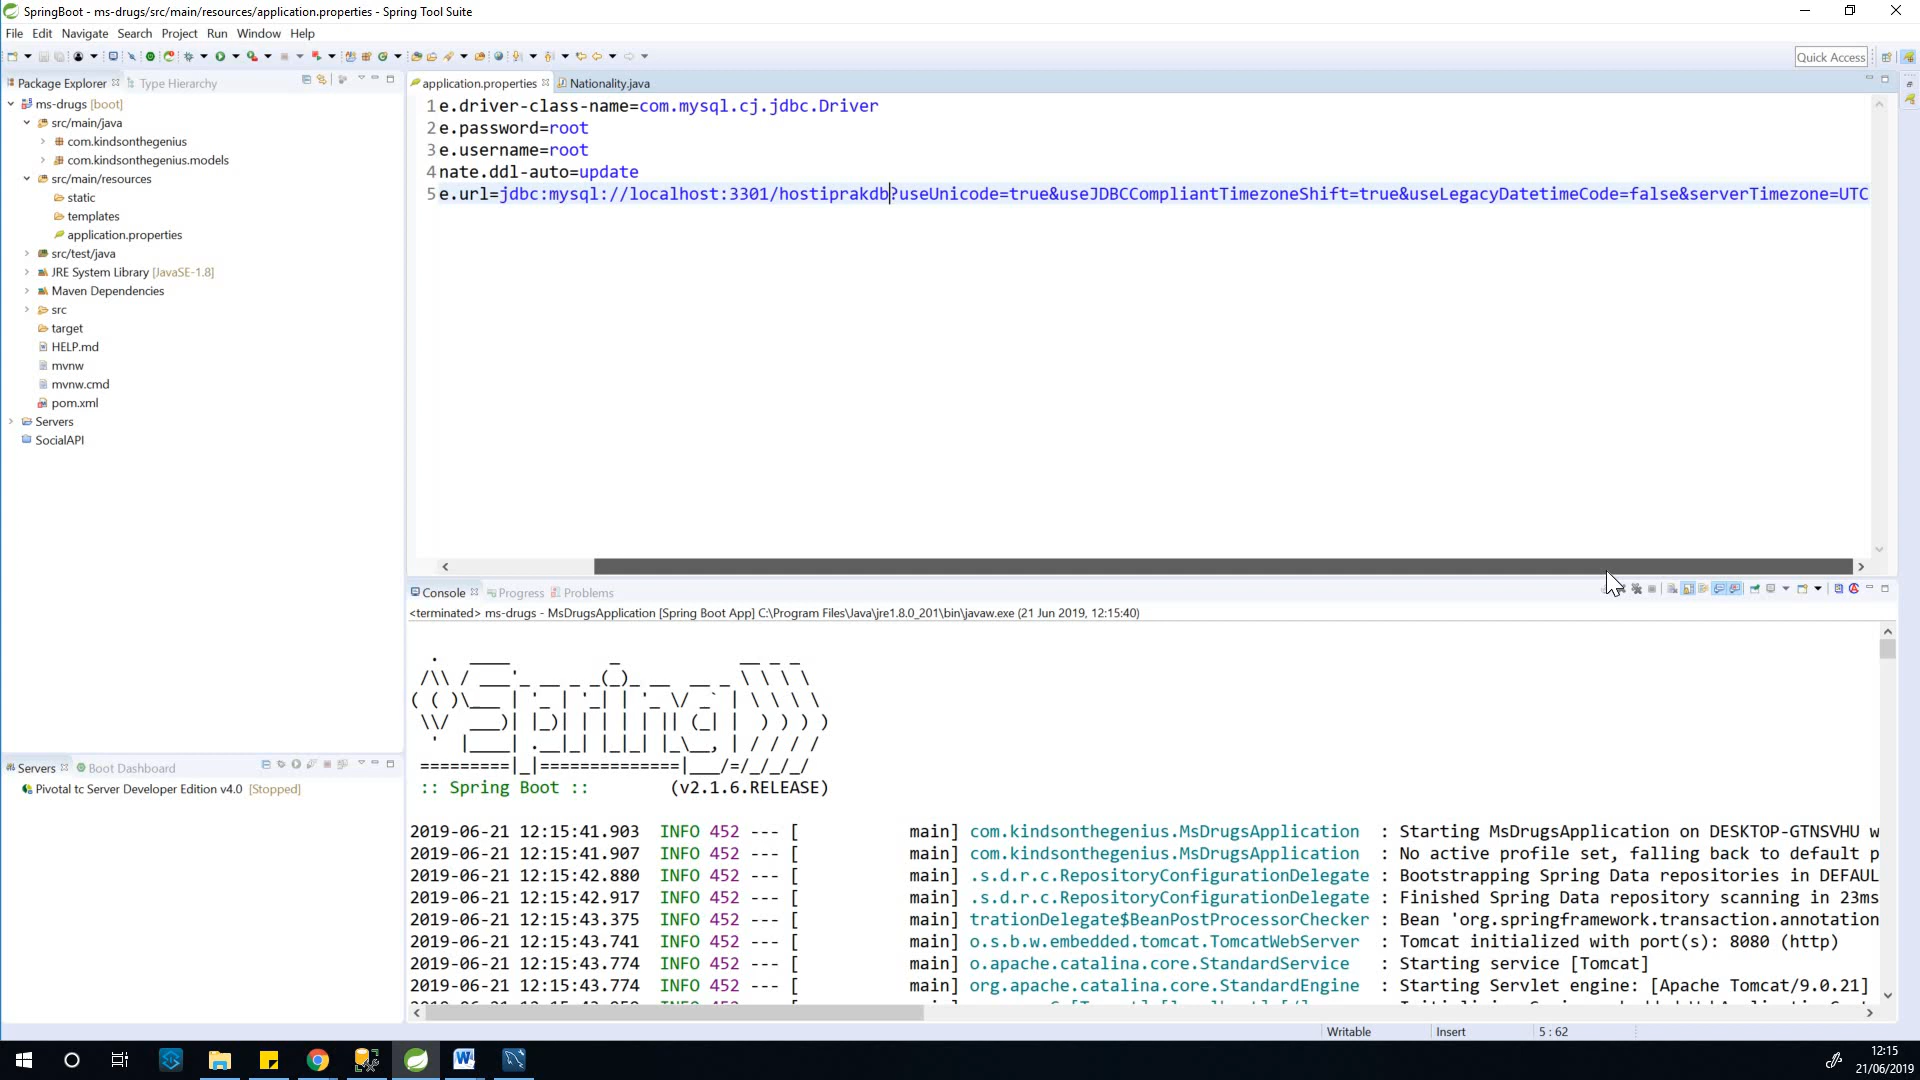 SpringBoot - ms-drugs/src/main/resources/application.properties - Spring Tool Suite
File Edit Navigate Search Project Run Window Help
Quick Access
Package Explorer Type Hierarchy
ms-drugs [boot]
src/main/java
com.kindsonthegenius
com.kindsonthegenius.models
src/main/resources
static
templates
application.properties
src/test/java
JRE System Library [JavaSE-1.8]
Maven Dependencies
src
target
HELP.md
mvnw
mvnw.cmd
pom.xml
Servers
SocialAPI
application.properties Nationality.java
1 e.driver-class-name=com.mysql.cj.jdbc.Driver
2 e.password=root
3 e.username=root
4 nate.ddl-auto=update
5 e.url=jdbc:mysql://localhost:3301/hostiprakdb?useUnicode=true&useJDBCCompliantTimezoneShift=true&useLegacyDatetimeCode=false&serverTimezone=UTC
Console Progress Problems
<terminated> ms-drugs - MsDrugsApplication [Spring Boot App] C:\Program Files\Java\jre1.8.0_201\bin\javaw.exe (21 Jun 2019, 12:15:40)
Spring
:: Spring Boot :: (v2.1.6.RELEASE)
2019-06-21 12:15:41.903 INFO 452 --- [ main] com.kindsonthegenius.MsDrugsApplication : Starting MsDrugsApplication on DESKTOP-GTNSVHU w
2019-06-21 12:15:41.907 INFO 452 --- [ main] com.kindsonthegenius.MsDrugsApplication : No active profile set, falling back to default p
2019-06-21 12:15:42.880 INFO 452 --- [ main] .s.d.r.c.RepositoryConfigurationDelegate : Bootstrapping Spring Data repositories in DEFAUL
2019-06-21 12:15:42.917 INFO 452 --- [ main] .s.d.r.c.RepositoryConfigurationDelegate : Finished Spring Data repository scanning in 23ms
2019-06-21 12:15:43.375 INFO 452 --- [ main] trationDelegate$BeanPostProcessorChecker : Bean 'org.springframework.transaction.annotation
2019-06-21 12:15:43.741 INFO 452 --- [ main] o.s.b.w.embedded.tomcat.TomcatWebServer : Tomcat initialized with port(s): 8080 (http)
2019-06-21 12:15:43.774 INFO 452 --- [ main] o.apache.catalina.core.StandardService : Starting service [Tomcat]
2019-06-21 12:15:43.774 INFO 452 --- [ main] org.apache.catalina.core.StandardEngine : Starting Servlet engine: [Apache Tomcat/9.0.21]
Servers Boot Dashboard
Pivotal tc Server Developer Edition v4.0 [Stopped]
Writable Insert 5 : 62
12:15
21/06/2019